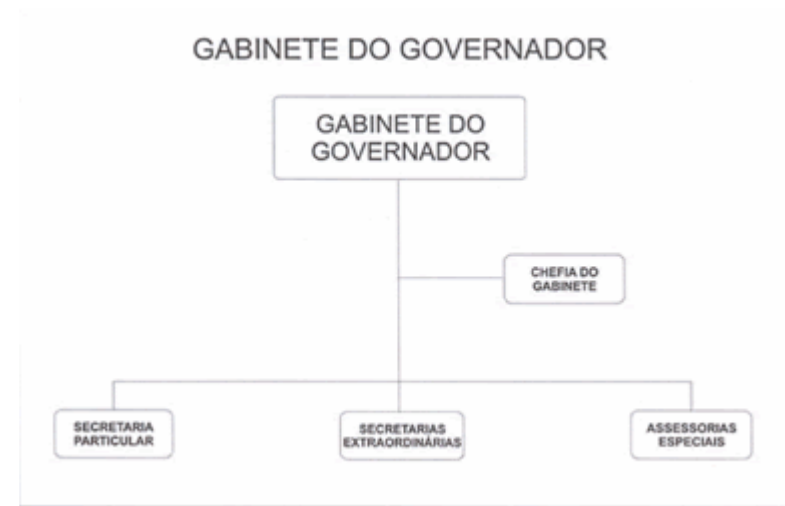 GABINETE DO GOVERNADOR
GABINETE DO
GOVERNADOR
CHEFIA DO
GABINETE
SECRETARIA
PARTICULAR
SECRETARIAS
EXTRAORDINÁRIAS
ASSESSORIAS
ESPECIAIS